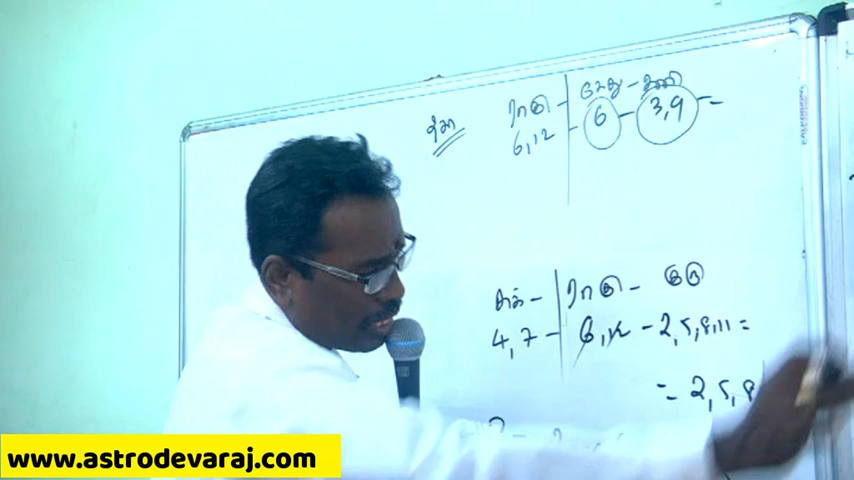 ராகு - கேது - சனி
6,12 - 6 - 3,9 =
சுக் - ராகு - குரு
4,7 - 6,12 - 2,5,8,11 =
= 2,5,8
www.astrodevaraj.com